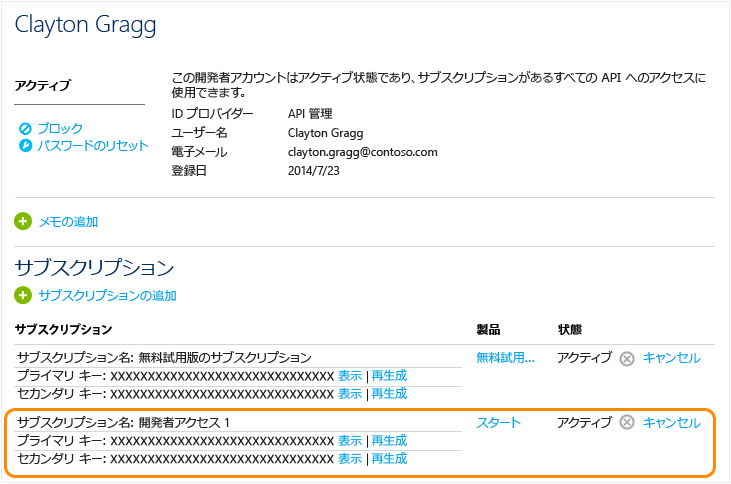 Clayton Gragg
アクティブ
この開発者アカウントはアクティブ状態であり、サブスクリプションがあるすべての API へのアクセスに
使用できます。
ID プロバイダー API 管理
ユーザー名 Clayton Gragg
電子メール clayton.gragg@contoso.com
登録日 2014/7/23
ブロック
パスワードのリセット
メモの追加
サブスクリプション
サブスクリプションの追加
サブスクリプション 製品 状態
サブスクリプション名: 無料試用版のサブスクリプション 無料試用... アクティブ キャンセル
プライマリ キー: XXXXXXXXXXXXXXXXXXXXXXXXXXXXXX 表示 | 再生成
セカンダリ キー: XXXXXXXXXXXXXXXXXXXXXXXXXXXXXX 表示 | 再生成
サブスクリプション名: 開発者アクセス 1 スタート アクティブ キャンセル
プライマリ キー: XXXXXXXXXXXXXXXXXXXXXXXXXXXXXX 表示 | 再生成
セカンダリ キー: XXXXXXXXXXXXXXXXXXXXXXXXXXXXXX 表示 | 再生成